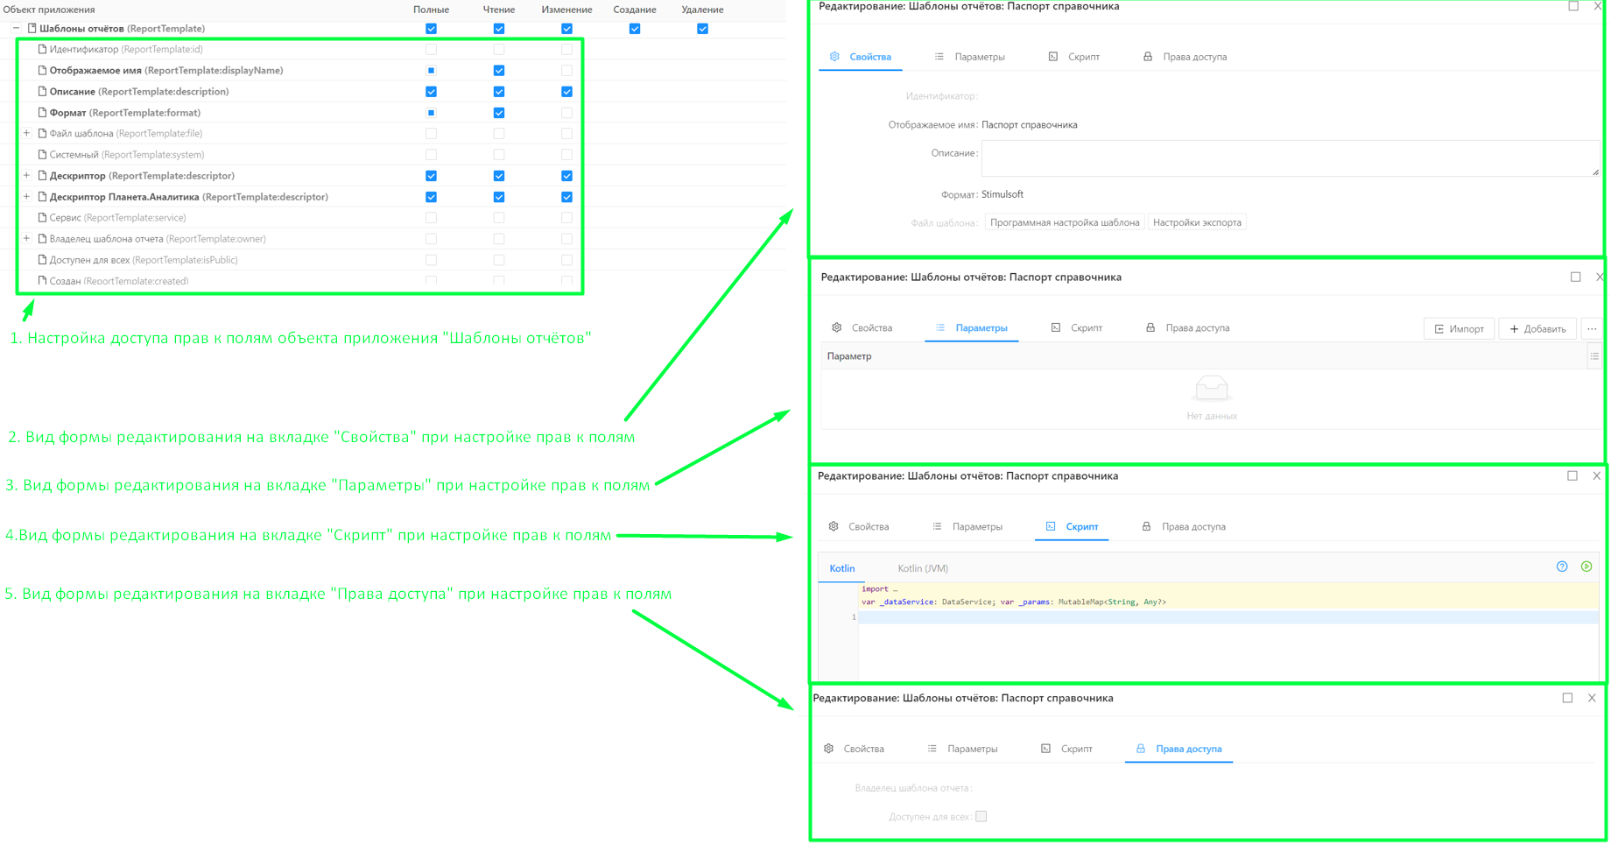 Объект приложения Полные Чтение Изменение Создание Удаление
Шаблоны отчётов (ReportTemplate)
Идентификатор (ReportTemplate:id)
Отображаемое имя (ReportTemplate:displayName)
Описание (ReportTemplate:description)
Формат (ReportTemplate:format)
Файл шаблона (ReportTemplate:file)
Системный (ReportTemplate:system)
Дескриптор (ReportTemplate:descriptor)
Дескриптор Планета.Аналитика (ReportTemplate:descriptor)
Сервис (ReportTemplate:service)
Владелец шаблона отчета (ReportTemplate:owner)
Доступен для всех (ReportTemplate:isPublic)
Создан (ReportTemplate:created)
1. Настройка доступа прав к полям объекта приложения "Шаблоны отчётов"
2. Вид формы редактирования на вкладке "Свойства" при настройке прав к полям
3. Вид формы редактирования на вкладке "Параметры" при настройке прав к полям
4.Вид формы редактирования на вкладке "Скрипт" при настройке прав к полям
5. Вид формы редактирования на вкладке "Права доступа" при настройке прав к полям
Редактирование: Шаблоны отчётов: Паспорт справочника
Свойства Параметры Скрипт Права доступа
Идентификатор:
Отображаемое имя: Паспорт справочника
Описание:
Формат: Stimulsoft
Файл шаблона: Программная настройка шаблона Настройки экспорта
Редактирование: Шаблоны отчётов: Паспорт справочника
Свойства Параметры Скрипт Права доступа Импорт + Добавить ...
Параметр
Нет данных
Редактирование: Шаблоны отчётов: Паспорт справочника
Свойства Параметры Скрипт Права доступа
Kotlin Kotlin (JVM)
import …
var _dataService: DataService; var _params: MutableMap<String, Any?>
1
Редактирование: Шаблоны отчётов: Паспорт справочника
Свойства Параметры Скрипт Права доступа
Владелец шаблона отчета:
Доступен для всех: